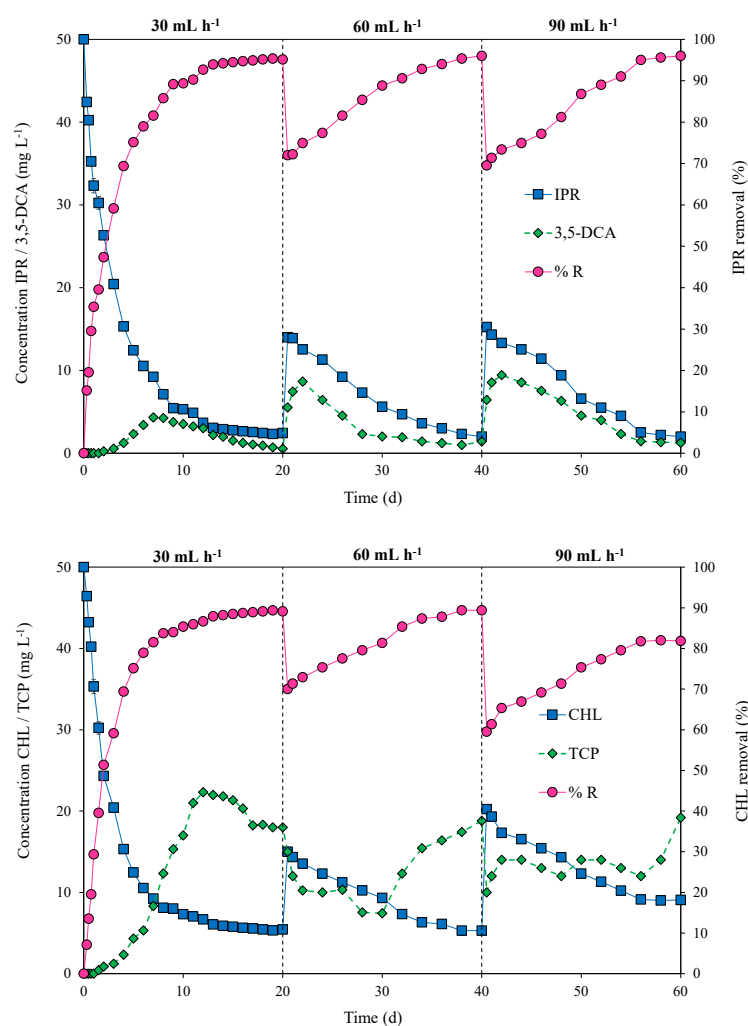 30 mL h-1 60 mL h-1 90 mL h-1
Concentration IPR / 3,5-DCA (mg L-1)
50
40
30
20
10
0
IPR
3,5-DCA
% R
100
90
80
70
60
50
40
30
20
10
0
IPR removal (%)
0 10 20 30 40 50 60
Time (d)
30 mL h-1 60 mL h-1 90 mL h-1
Concentration CHL / TCP (mg L-1)
50
40
30
20
10
0
CHL
TCP
% R
100
90
80
70
60
50
40
30
20
10
0
CHL removal (%)
0 10 20 30 40 50 60
Time (d)